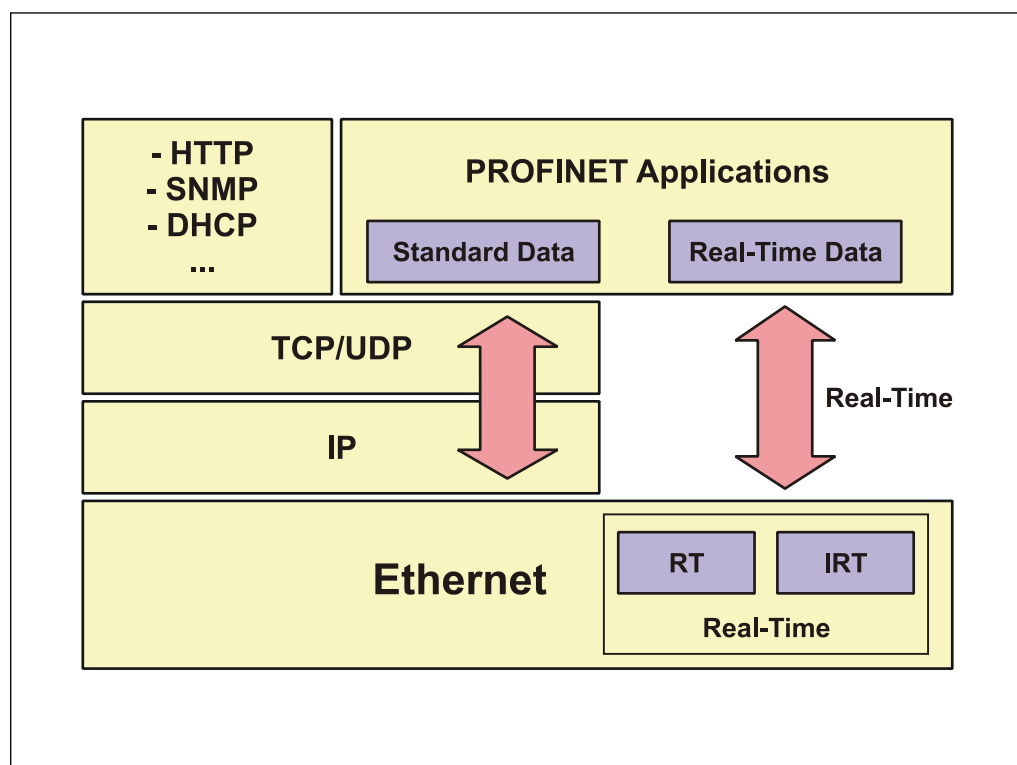 - HTTP
- SNMP
- DHCP
...
PROFINET Applications
Standard Data
Real-Time Data
TCP/UDP
Real-Time
IP
Ethernet
RT
IRT
Real-Time